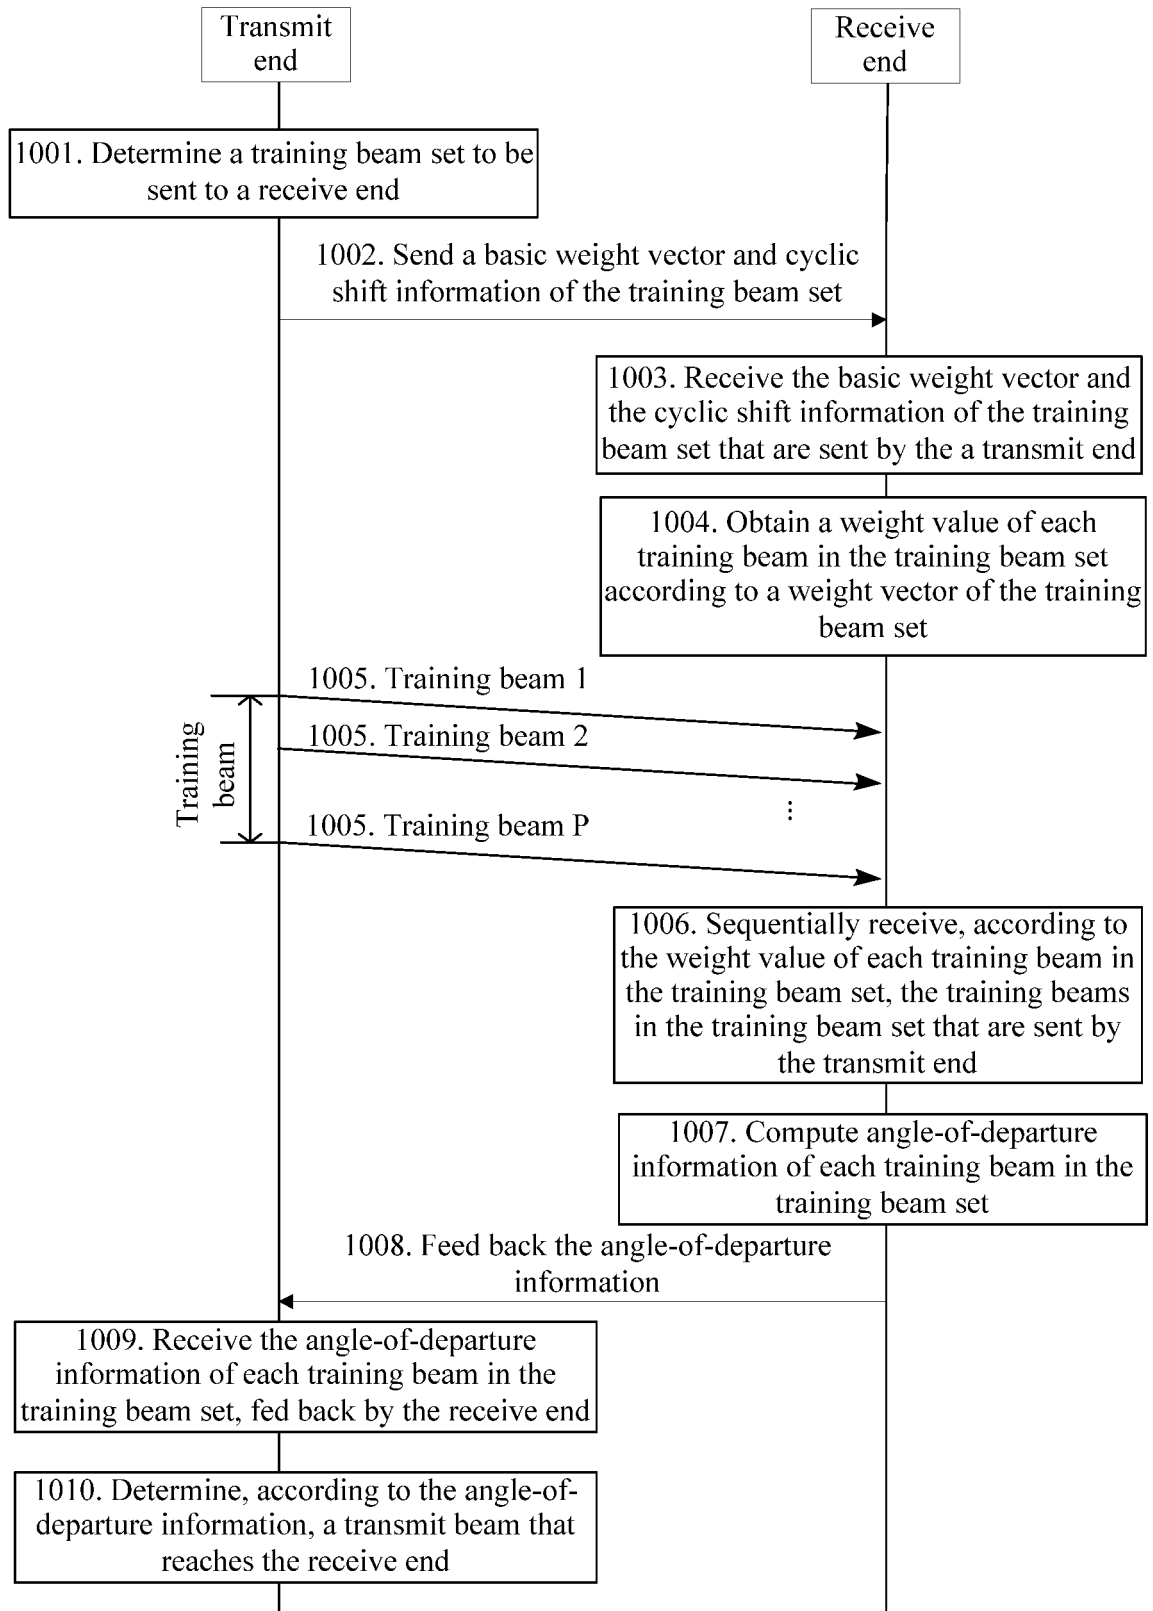 Transmit
end
Receive
end
1001. Determine a training beam set to be
sent to a receive end
1002. Send a basic weight vector and cyclic
shift information of the training beam set
1003. Receive the basic weight vector and
the cyclic shift information of the training
beam set that are sent by the a transmit end
1004. Obtain a weight value of each
training beam in the training beam set
according to a weight vector of the training
beam set
1005. Training beam 1
1005. Training beam 2
⋮
Training
beam
1005. Training beam P
1006. Sequentially receive, according to
the weight value of each training beam in
the training beam set, the training beams
in the training beam set that are sent by
the transmit end
1007. Compute angle-of-departure
information of each training beam in the
training beam set
1008. Feed back the angle-of-departure
information
1009. Receive the angle-of-departure
information of each training beam in the
training beam set, fed back by the receive end
1010. Determine, according to the angle-of-
departure information, a transmit beam that
reaches the receive end